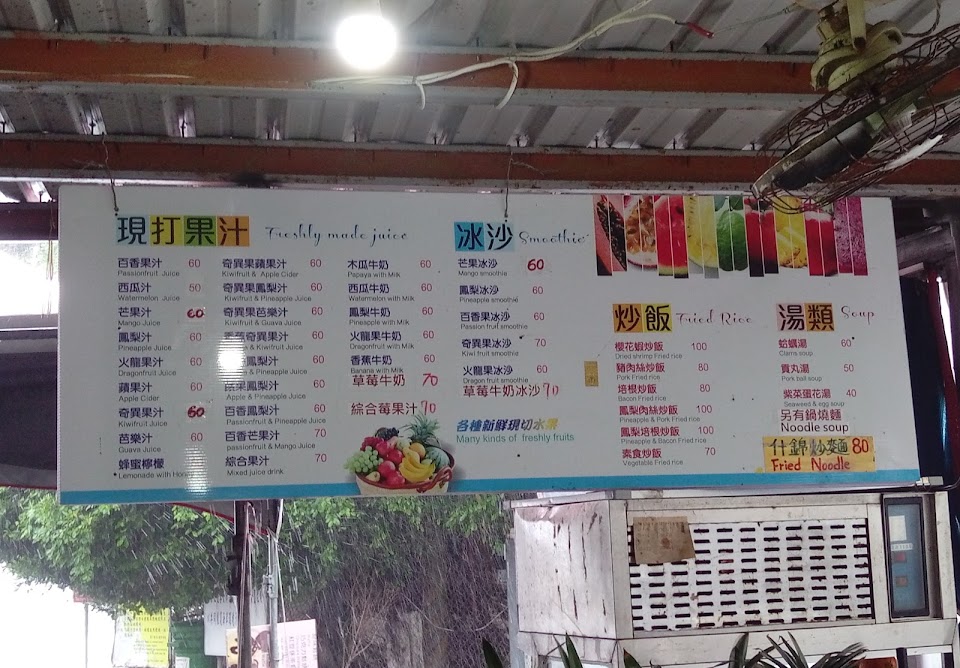 現打果汁 Freshly made juice
百香果汁 60
Passionfruit Juice
西瓜汁 50
Watermelon Juice
芒果汁 60
Mango Juice
鳳梨汁 60
Pineapple Juice
火龍果汁 60
Dragonfruit Juice
蘋果汁 60
Apple Cider
奇異果汁 60
Kiwifruit Juice
芭樂汁 60
Guava Juice
蜂蜜檸檬
Lemonade with
奇異果蘋果汁 60
Kiwifruit & Apple Cider
奇異果鳳梨汁 60
Kiwifruit & Pineapple Juice
奇異果芭樂汁 60
Kiwifruit & Guava Juice
奇異果汁 60
& Kiwifruit Juice
鳳梨汁 60
& Pineapple Juice
果鳳梨汁 60
Apple & Pineapple Juice
百香鳳梨汁 60
Passionfruit & Pineapple Juice
百香芒果汁 70
passionfruit & Mango Juice
綜合果汁 70
Mixed juice drink
木瓜牛奶 60
Papaya with Milk
西瓜牛奶 60
Watermelon with Milk
鳳梨牛奶 60
Pineapple with Milk
火龍果牛奶 60
Dragonfruit with Milk
香蕉牛奶 60
Banana with Milk
草莓牛奶 70
綜合莓果汁 70
冰沙 Smoothie
芒果冰沙 60
Mango smoothie
鳳梨冰沙 60
Pineapple smoothie
百香果冰沙 60
Passion fruit smoothie
奇異果冰沙 70
Kiwi fruit smoothie
火龍果冰沙 60
Dragon fruit smoothie
草莓牛奶冰沙 70
各種新鮮現切水果
Many kinds of freshly fruits
炒飯 Fried Rice
櫻花蝦炒飯 100
Dried shrimp Fried rice
豬肉絲炒飯 80
Pork Fried rice
培根炒飯 80
Bacon Fried rice
鳳梨肉絲炒飯 100
Pineapple & Pork Fried rice
鳳梨培根炒飯 100
Pineapple & Bacon Fried rice
素食炒飯 70
Vegetable Fried rice
湯類 Soup
蛤蠣湯 60
Clams soup
貢丸湯 50
Pork ball soup
紫菜蛋花湯 40
Seaweed & egg soup
另有鍋燒麵
Noodle soup
什錦炒麵 80
Fried Noodle